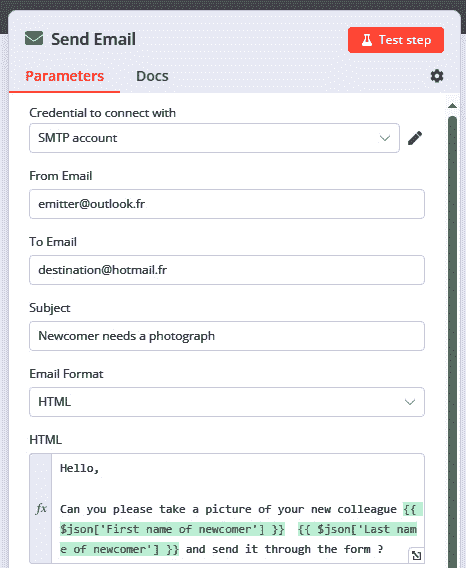 Send Email
Test step
Parameters
Docs
Credential to connect with
SMTP account
From Email
emitter@outlook.fr
To Email
destination@hotmail.fr
Subject
Newcomer needs a photograph
Email Format
HTML
HTML
fx
Hello,
Can you please take a picture of your new colleague {{
$json['First name of newcomer'] }} {{ $json['Last nam
e of newcomer'] }} and send it through the form ?